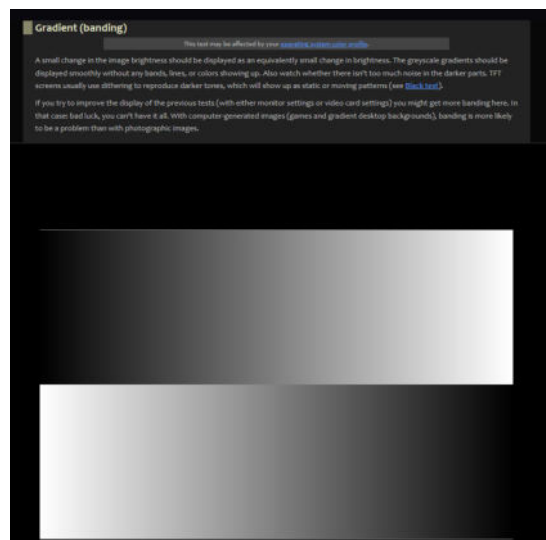 Gradient (banding)
This test may be affected by your operating system color profile.
A small change in the image brightness should be displayed as an equivalently small change in brightness. The greyscale gradients should be
displayed smoothly without any bands, lines, or colors showing up. Also watch whether there isn't too much noise in the darker parts. TFT
screens usually use dithering to reproduce darker tones, which will show up as static or moving patterns (see Black test).
If you try to improve the display of the previous tests (with either monitor settings or video card settings) you might get more banding here. In
that case: bad luck, you can't have it all. With computer-generated images (games and gradient desktop backgrounds), banding is more likely
to be a problem than with photographic images.